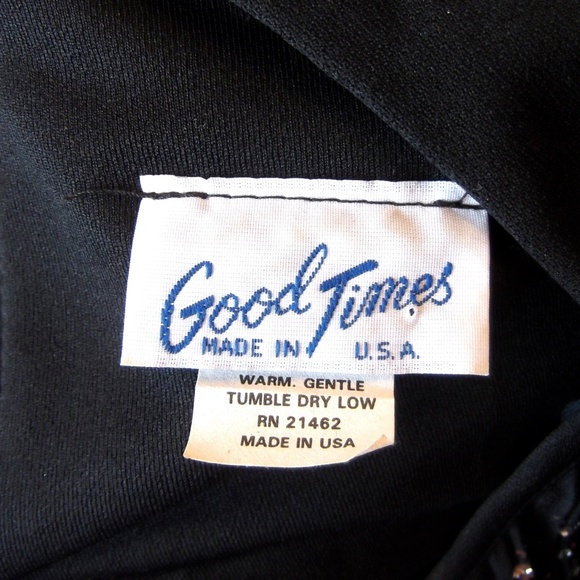 Good Times
MADE IN U.S.A.
WARM. GENTLE
TUMBLE DRY LOW
RN 21462
MADE IN USA